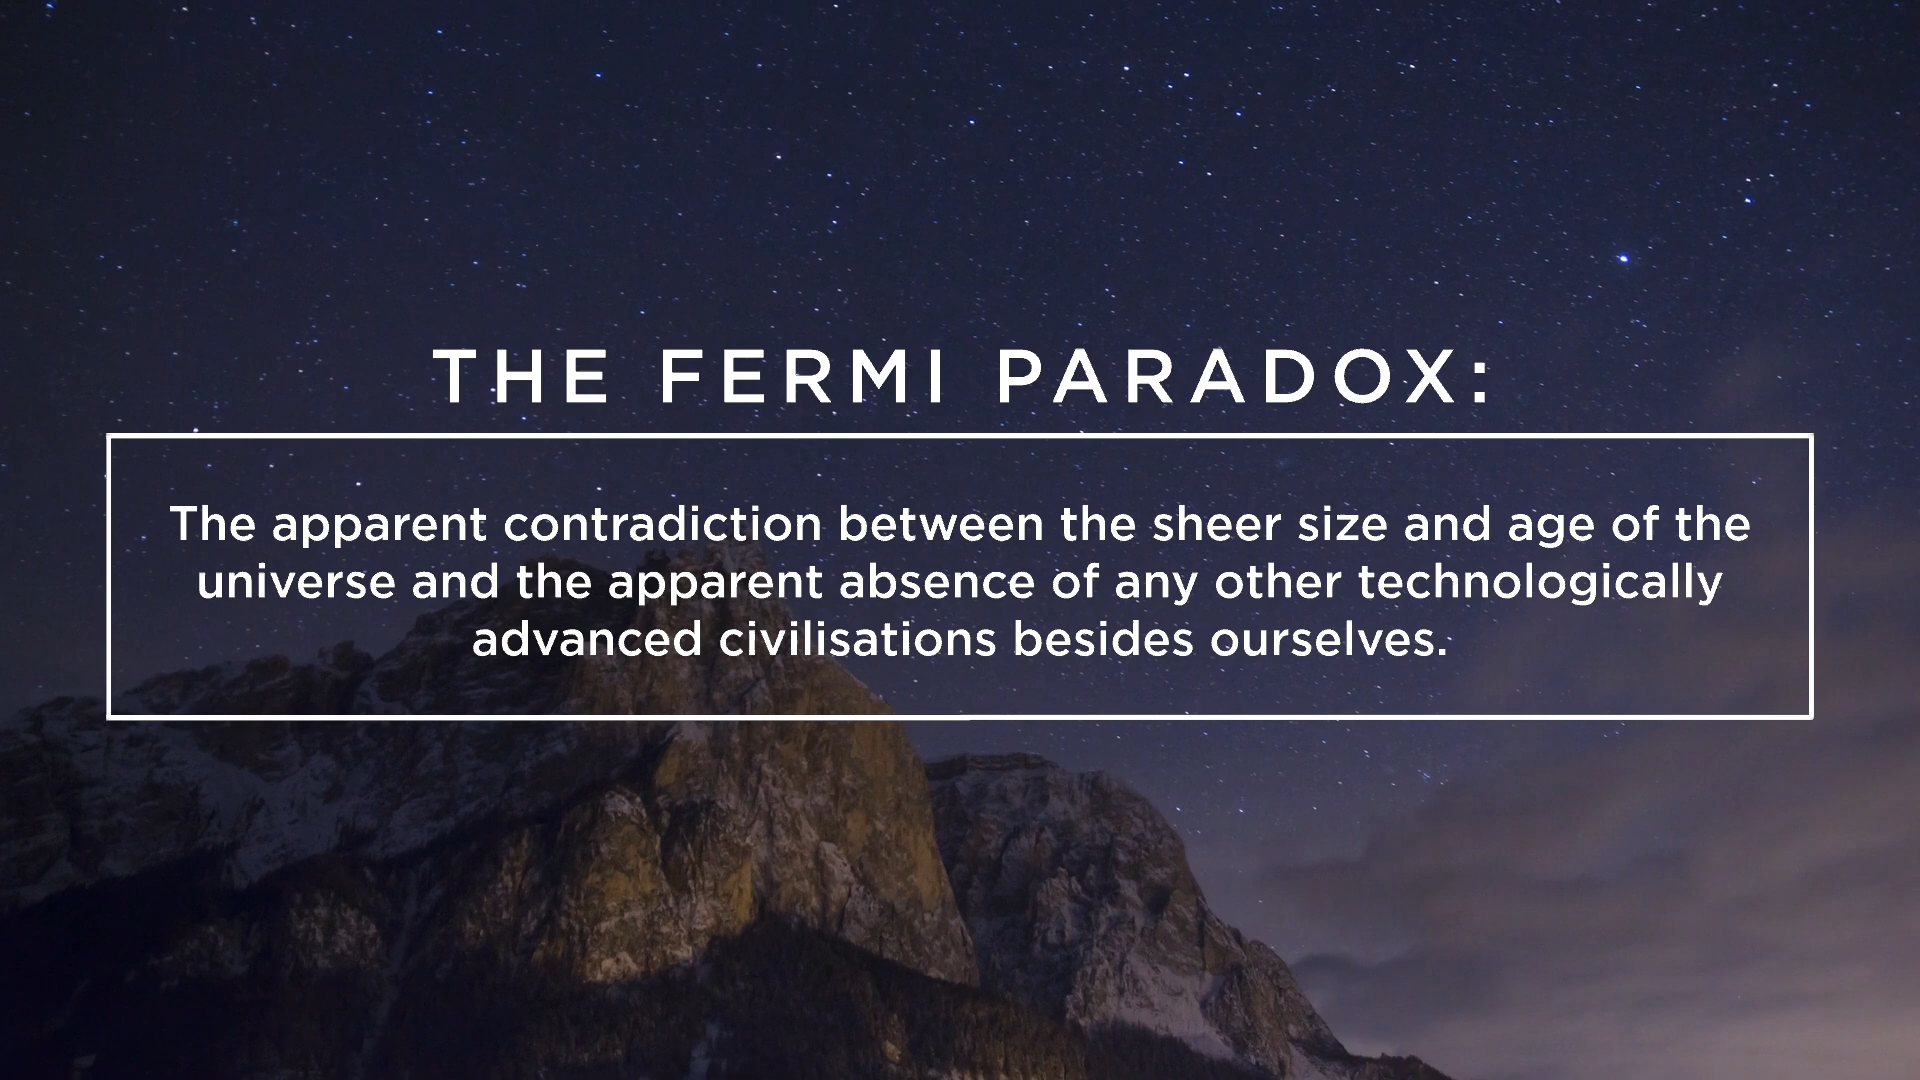 THE FERMI PARADOX:
The apparent contradiction between the sheer size and age of the
universe and the apparent absence of any other technologically
advanced civilisations besides ourselves.